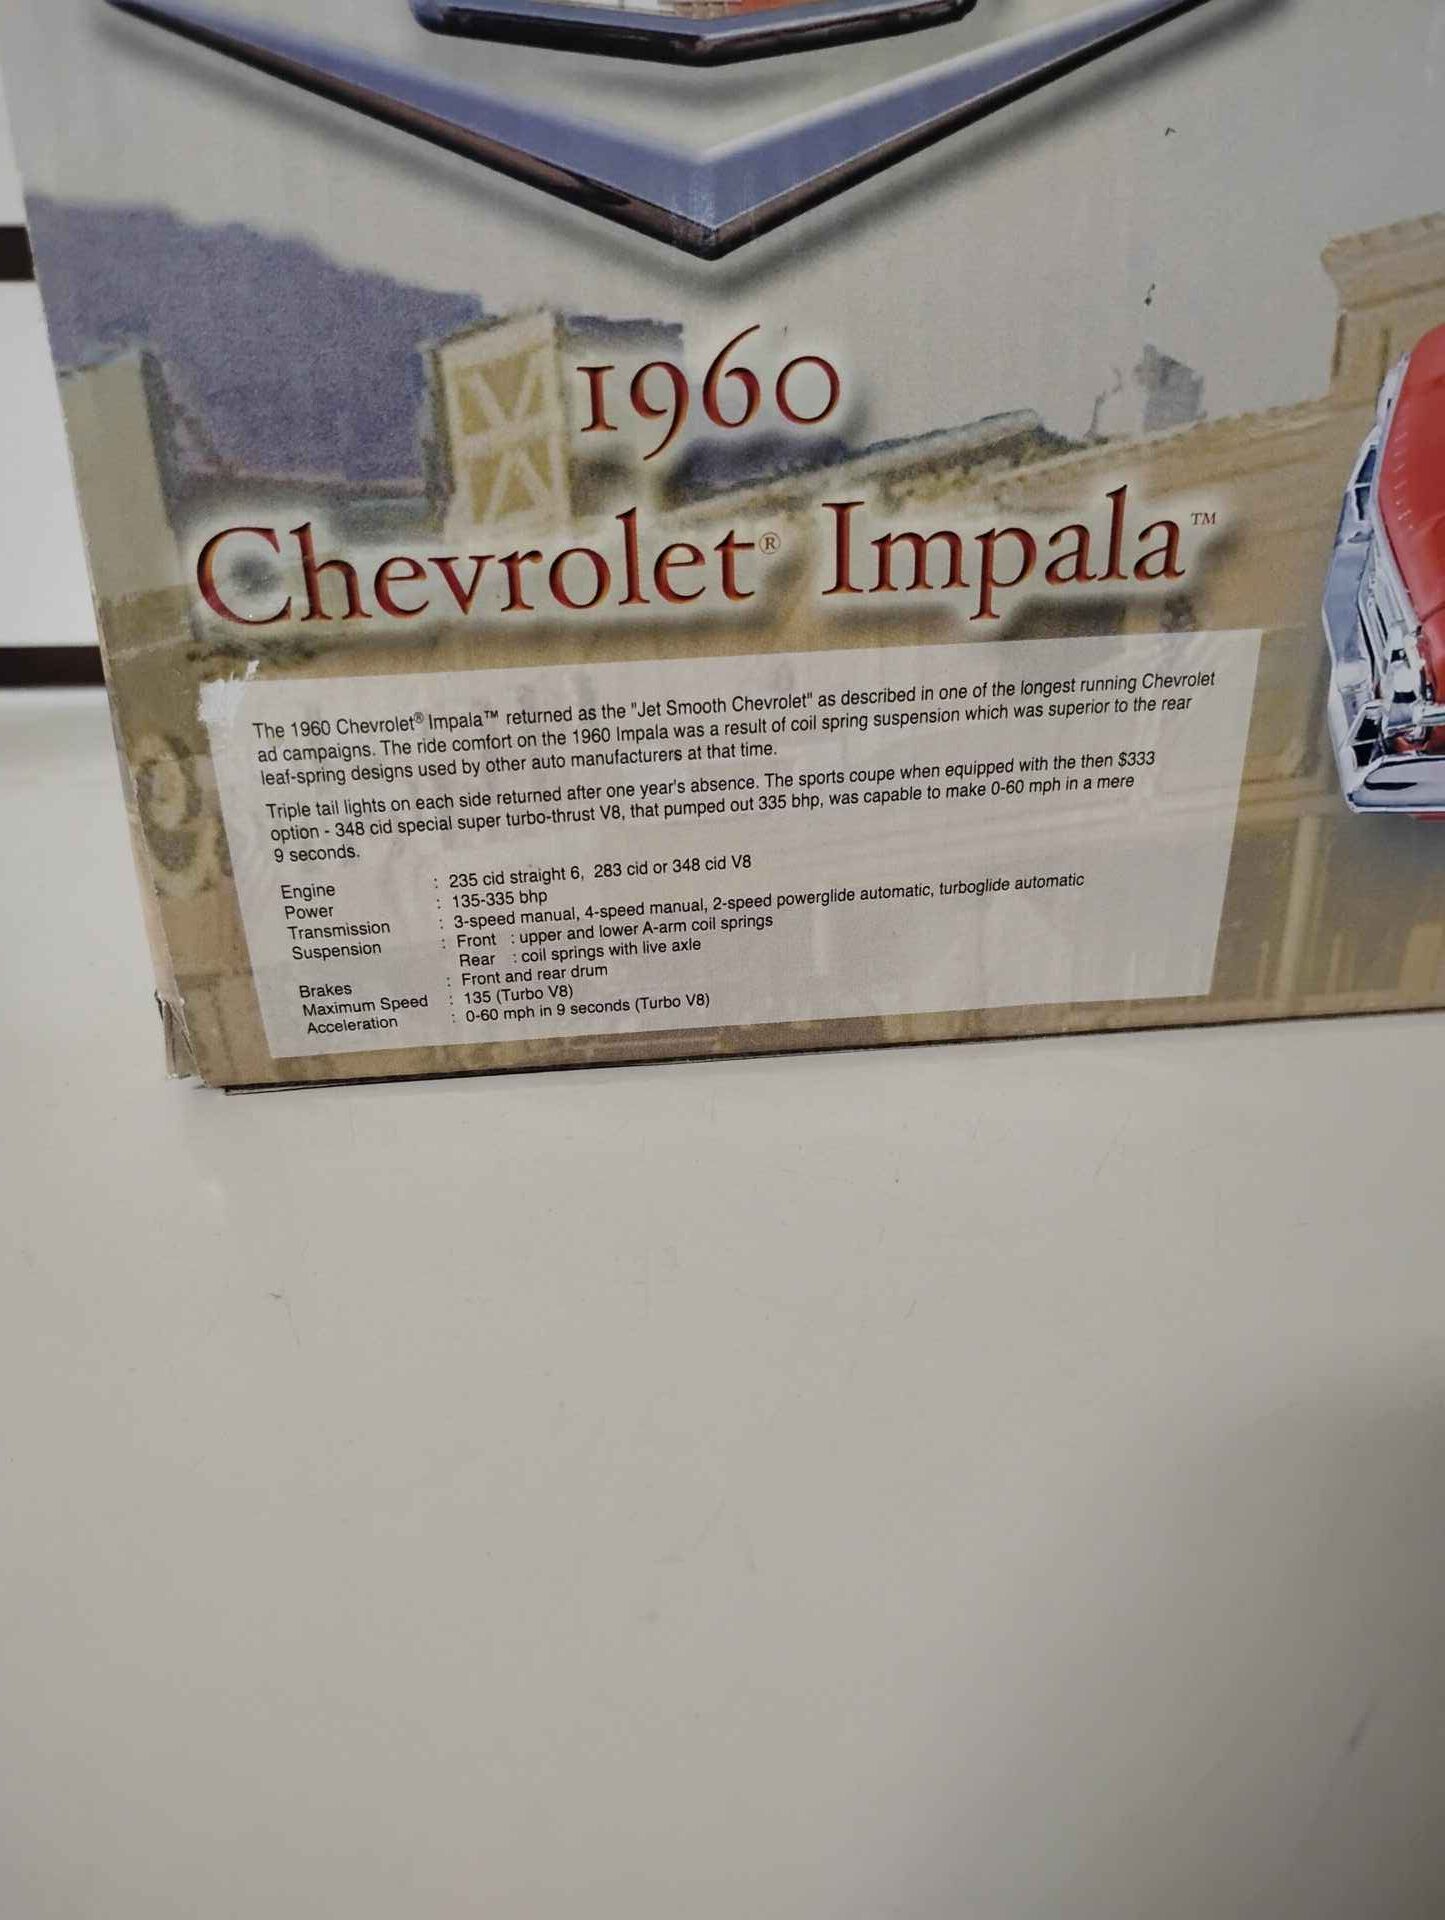 1960
Chevrolet® Impala™
The 1960 Chevrolet® Impala™ returned as the "Jet Smooth Chevrolet" as described in one of the longest running Chevrolet
ad campaigns. The ride comfort on the 1960 Impala was a result of coil spring suspension which was superior to the rear
leaf-spring designs used by other auto manufacturers at that time.
Triple tail lights on each side returned after one year's absence. The sports coupe when equipped with the then $333
option - 348 cid special super turbo-thrust V8, that pumped out 335 bhp, was capable to make 0-60 mph in a mere
9 seconds.
Engine : 235 cid straight 6, 283 cid or 348 cid V8
Power : 135-335 bhp
Transmission : 3-speed manual, 4-speed manual, 2-speed powerglide automatic, turboglide automatic
Suspension : Front : upper and lower A-arm coil springs
Rear : coil springs with live axle
Brakes : Front and rear drum
Maximum Speed : 135 (Turbo V8)
Acceleration : 0-60 mph in 9 seconds (Turbo V8)